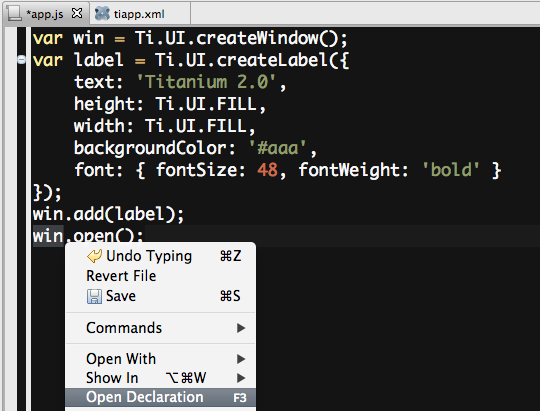 *app.js
tiapp.xml
var win = Ti.UI.createWindow();
var label = Ti.UI.createLabel({
text: 'Titanium 2.0',
height: Ti.UI.FILL,
width: Ti.UI.FILL,
backgroundColor: '#aaa',
font: { fontSize: 48, fontWeight: 'bold' }
});
win.add(label);
win.open();
Undo Typing ⌘Z
Revert File
Save ⌘S
Commands
Open With
Show In ⌥⌘W
Open Declaration F3